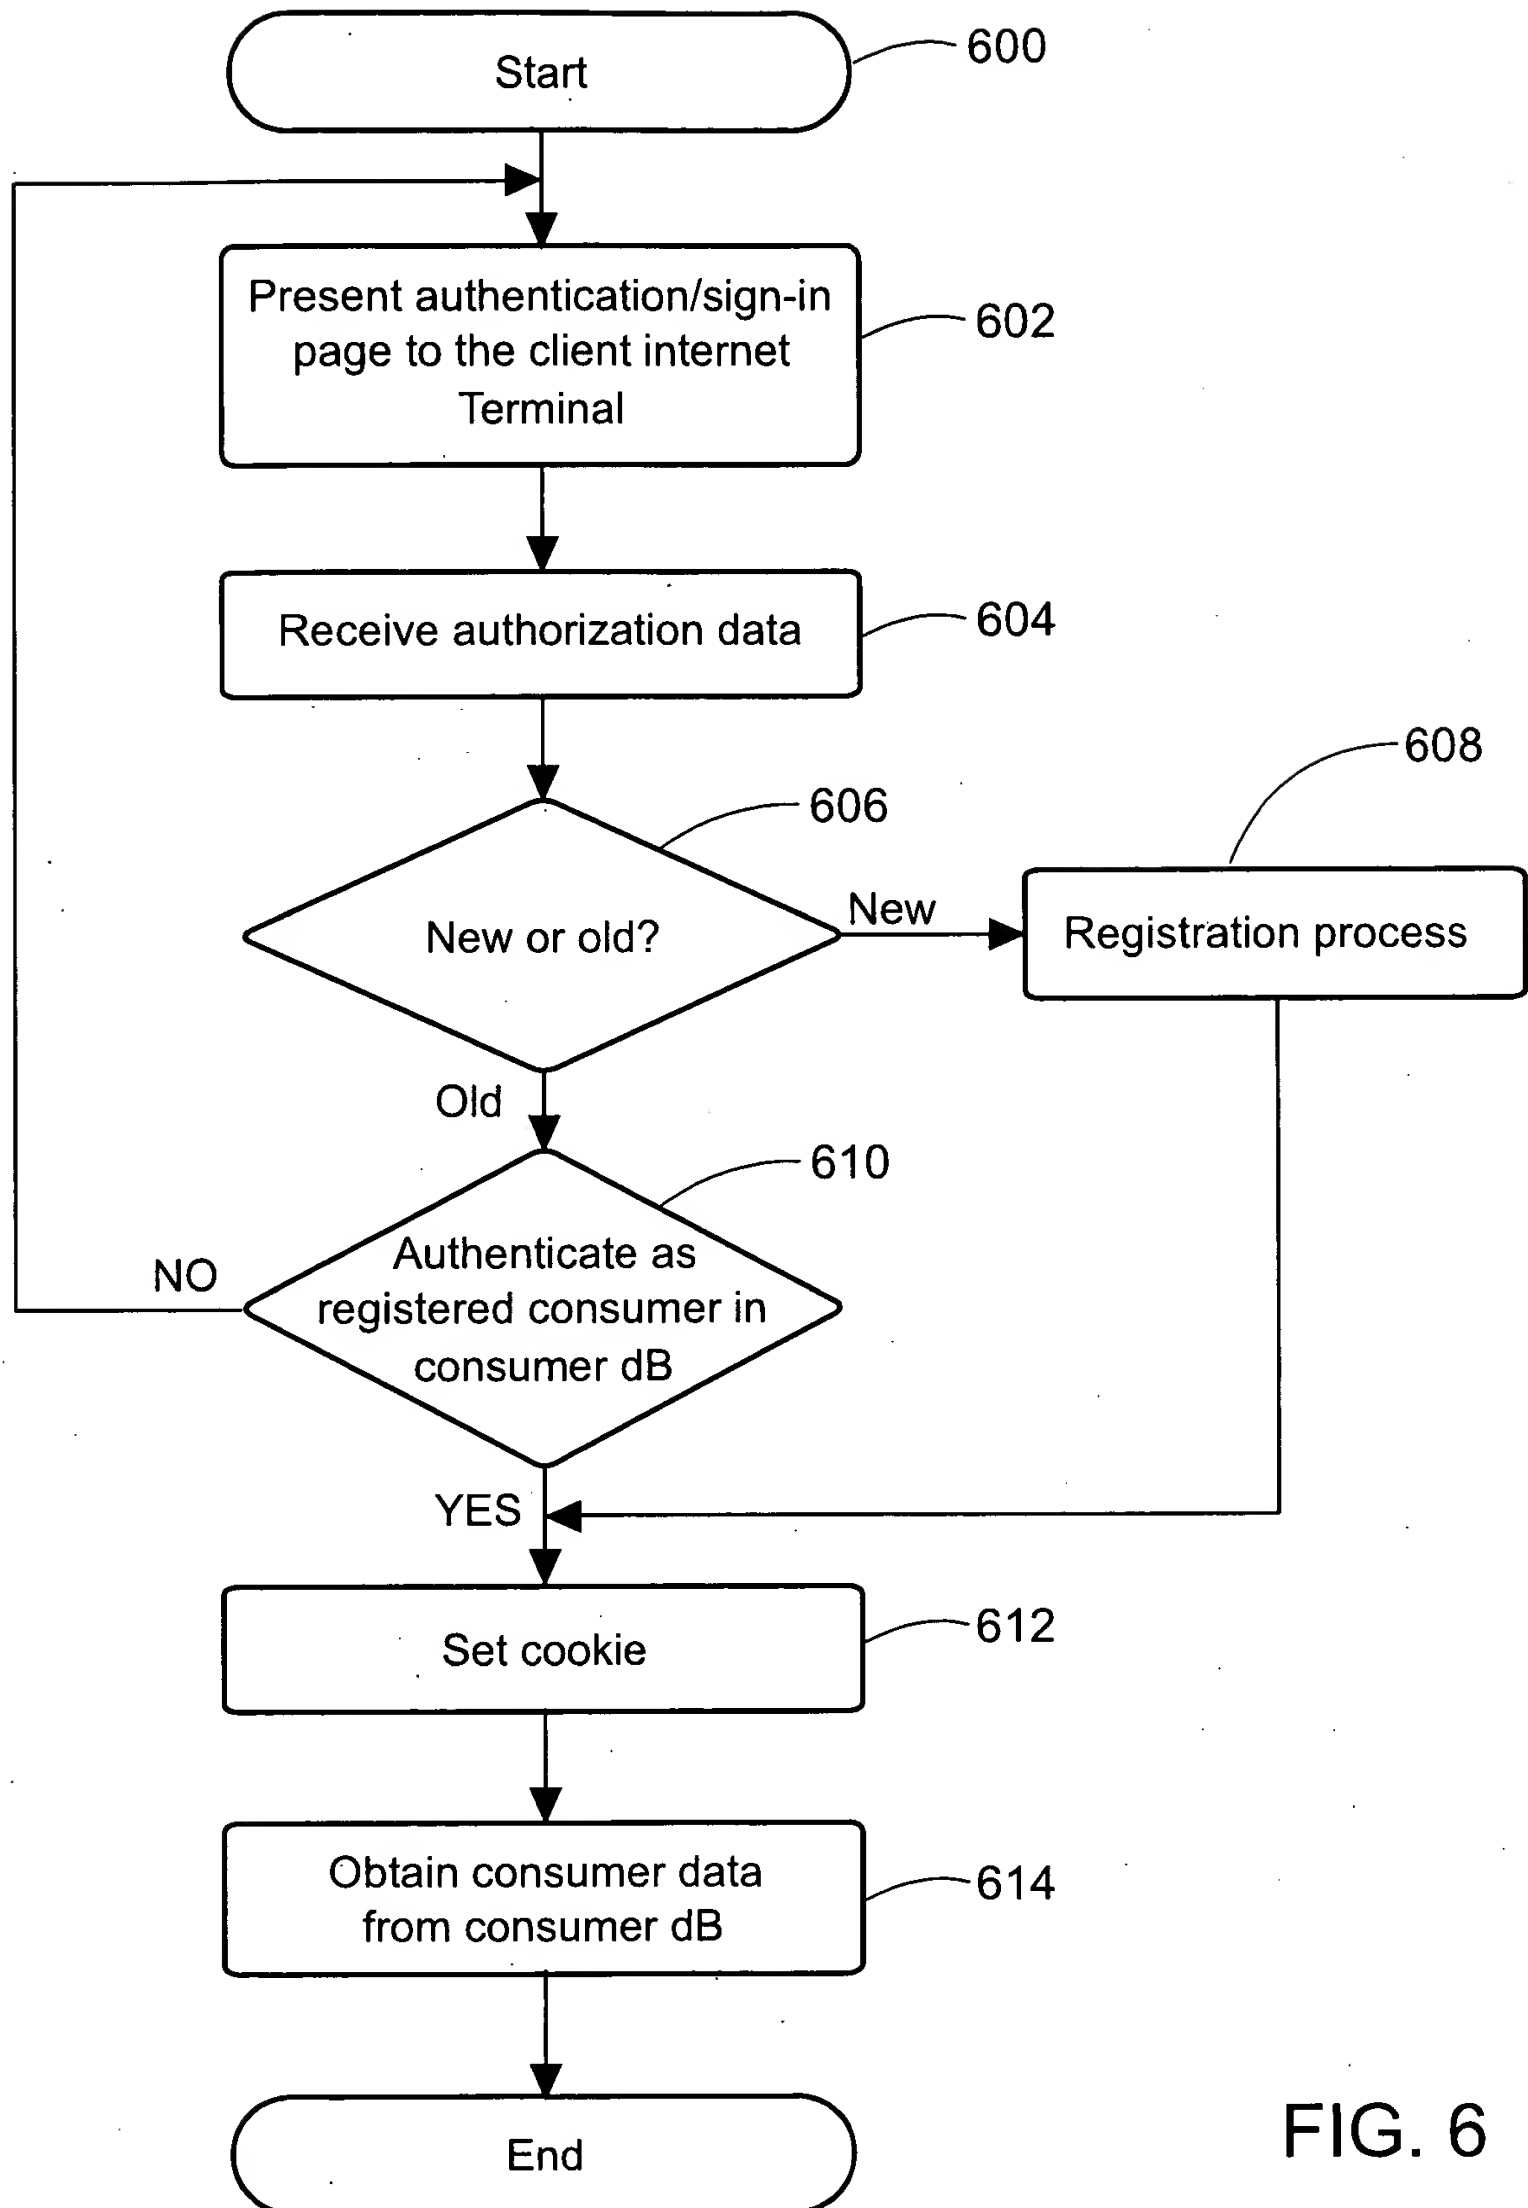 Start
600
Present authentication/sign-in
page to the client internet
Terminal
602
Receive authorization data
604
608
606
New or old?
New
Registration process
Old
610
Authenticate as
registered consumer in
consumer dB
NO
YES
Set cookie
612
Obtain consumer data
from consumer dB
614
End
FIG. 6